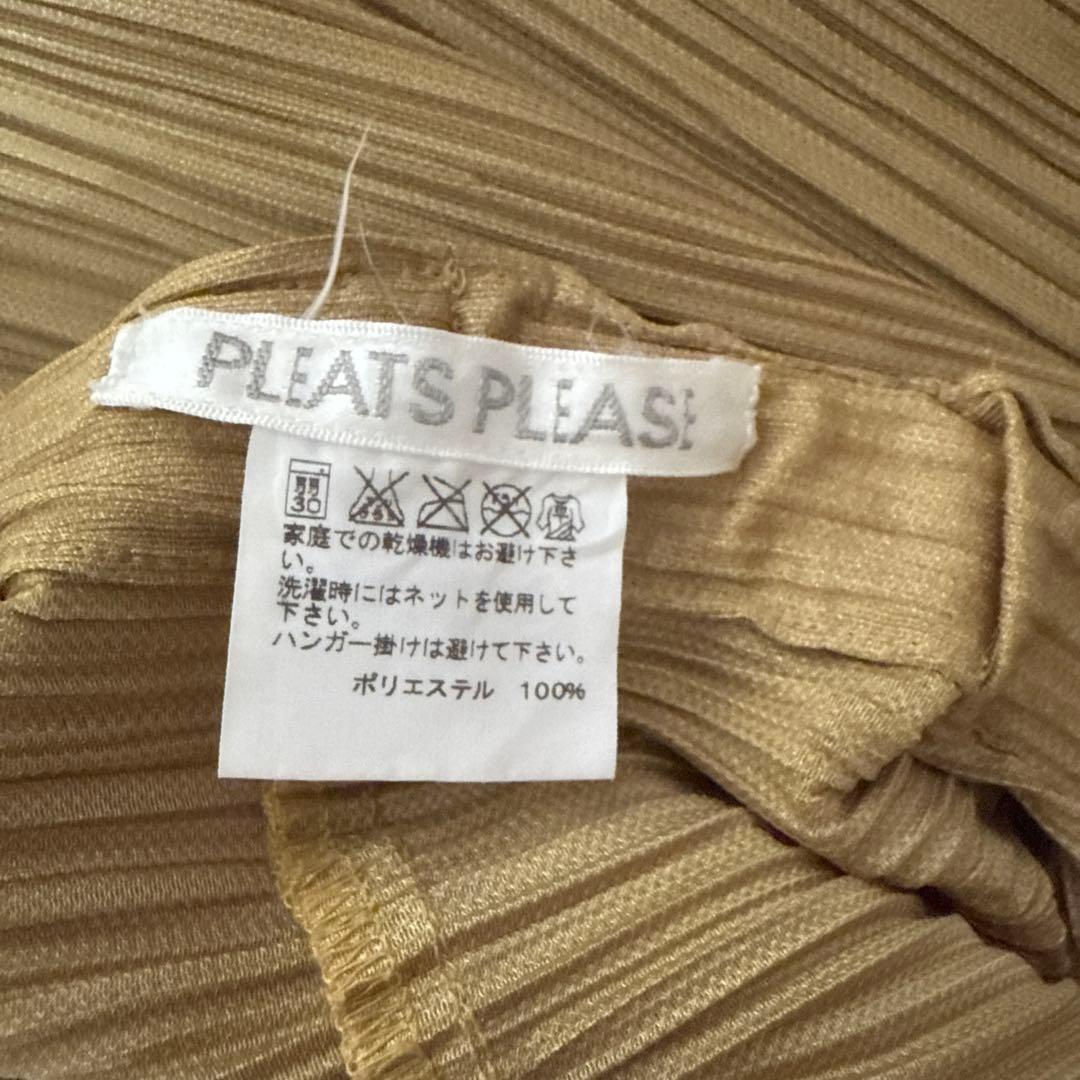 PLEATS PLEASE
弱
30
家庭での乾燥機はお避け下さ
い。
洗濯時にはネットを使用して
下さい。
ハンガー掛けは避けて下さい。
ポリエステル 100%